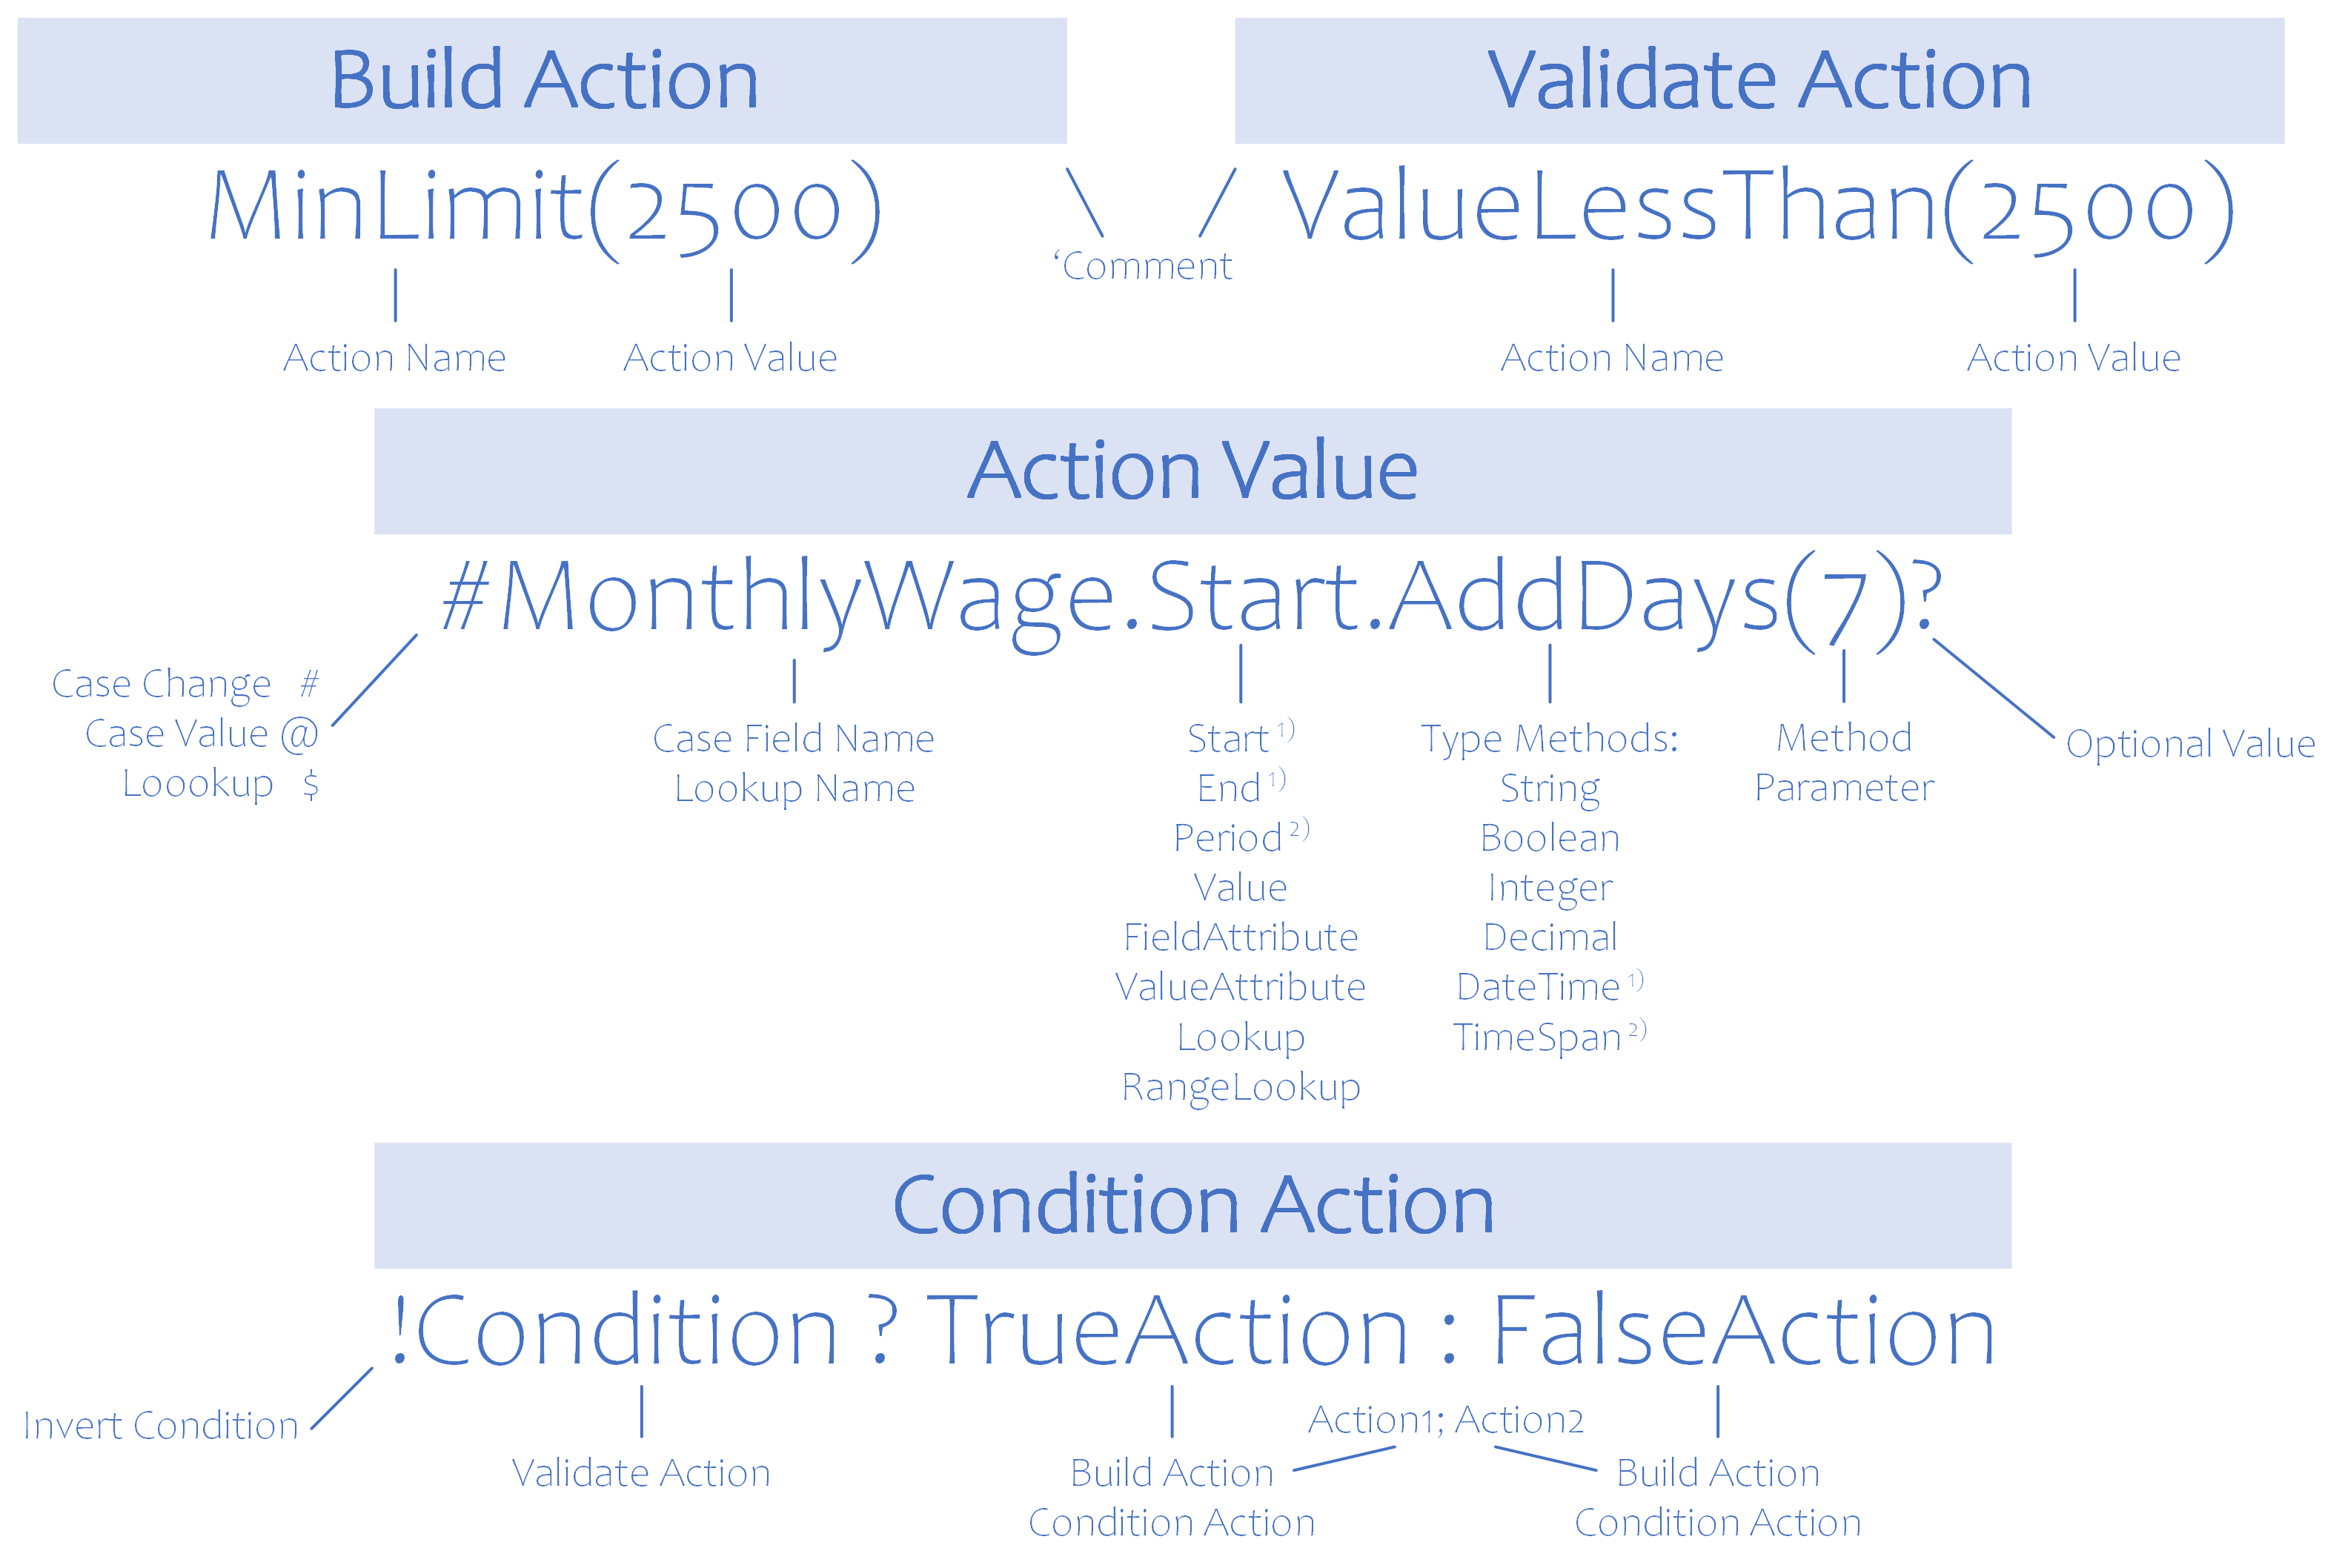 Build Action
Validate Action
MinLimit(2500)
ValueLessThan(2500)
‘Comment
Action Name
Action Value
Action Name
Action Value
Action Value
#MonthlyWage.Start.AddDays(7)?
Case Change #
Case Value @
Loookup $
Case Field Name
Lookup Name
Start 1)
End 1)
Period 2)
Value
FieldAttribute
ValueAttribute
Lookup
RangeLookup
Type Methods:
String
Boolean
Integer
Decimal
DateTime 1)
TimeSpan 2)
Method
Parameter
Optional Value
Condition Action
!Condition ? TrueAction : FalseAction
Invert Condition
Validate Action
Action1; Action2
Build Action
Condition Action
Build Action
Condition Action